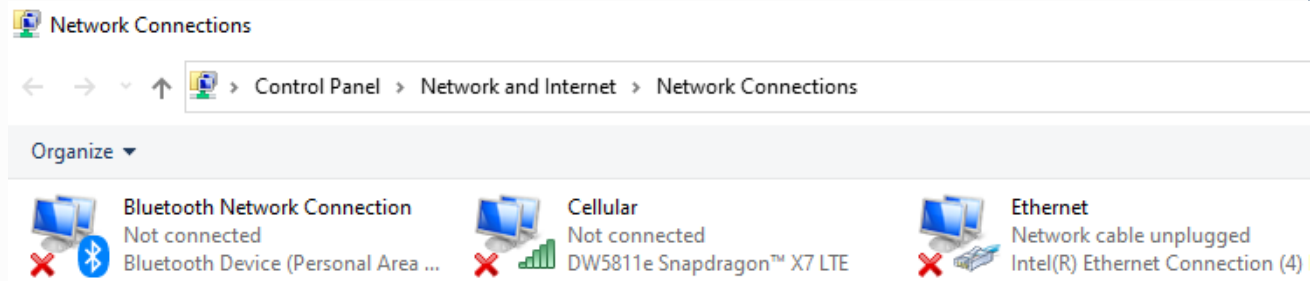 Network Connections
Control Panel > Network and Internet > Network Connections
Organize
Bluetooth Network Connection
Not connected
Bluetooth Device (Personal Area ...
Cellular
Not connected
DW5811e Snapdragon™ X7 LTE
Ethernet
Network cable unplugged
Intel(R) Ethernet Connection (4)